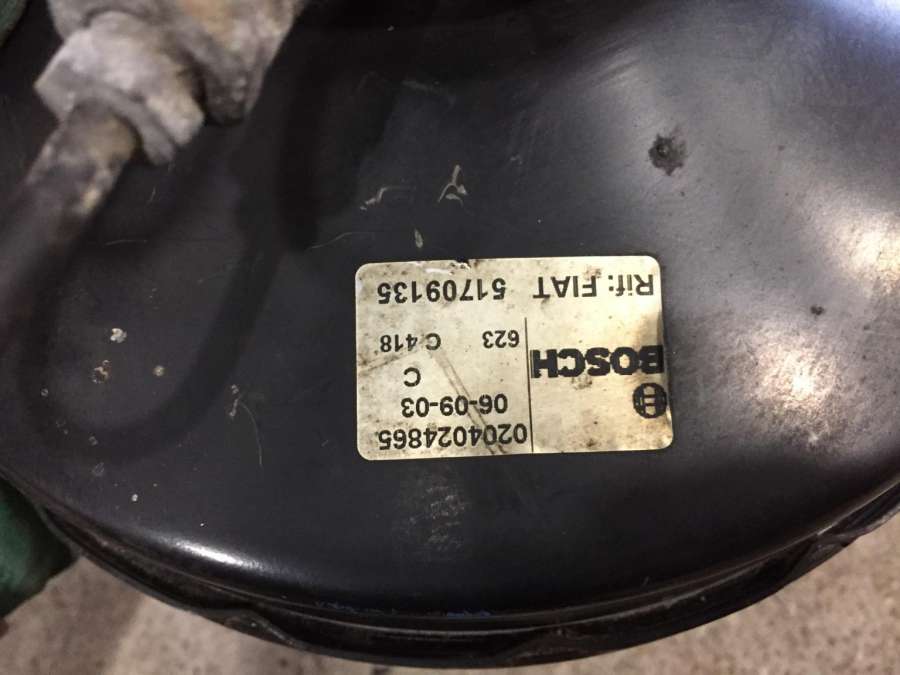 0204024865
06-09-03
C
BOSCH
623 C 418
Rif: FIAT 51709135